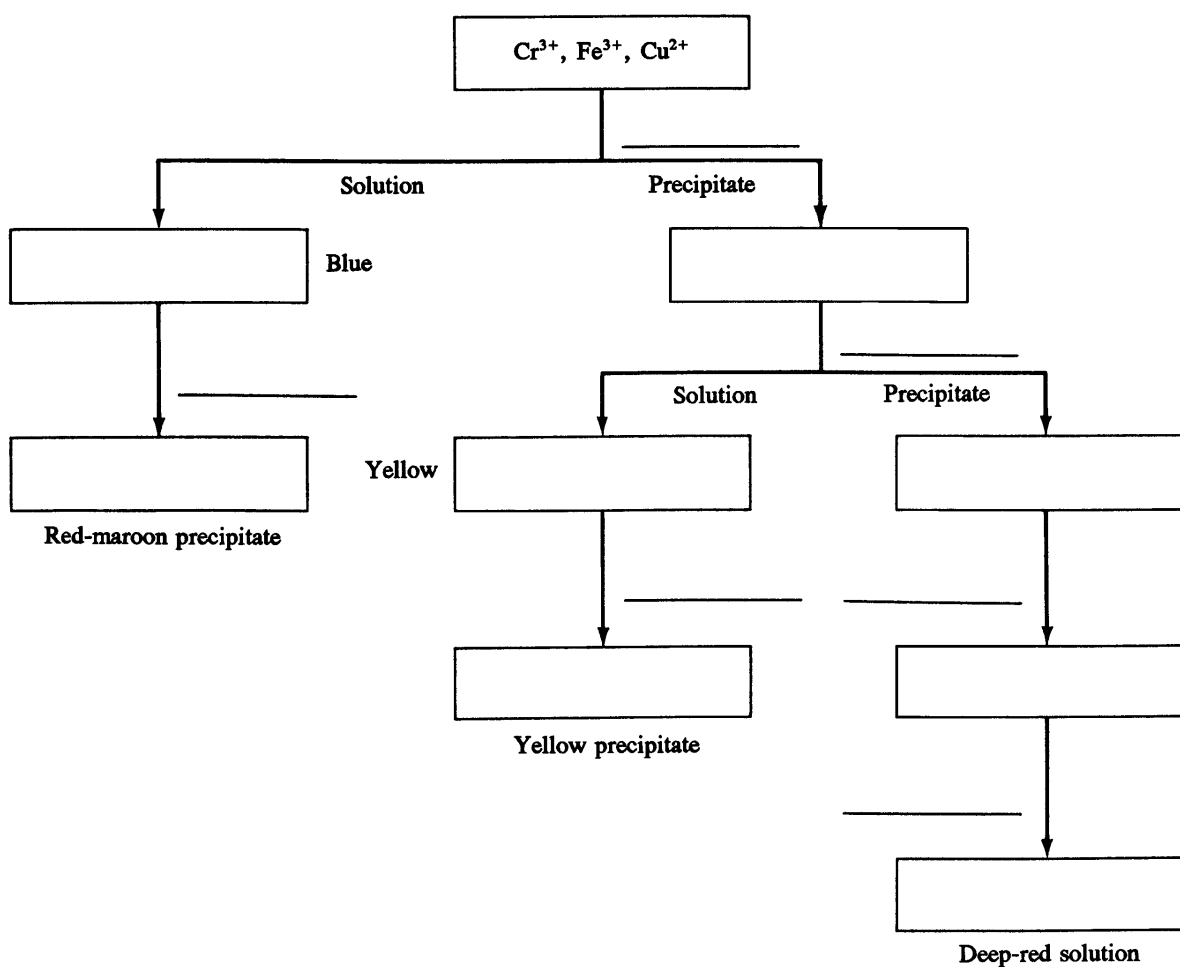 Cr³⁺, Fe³⁺, Cu²⁺
Solution
Precipitate
Blue
Solution
Precipitate
Yellow
Red-maroon precipitate
Yellow precipitate
Deep-red solution